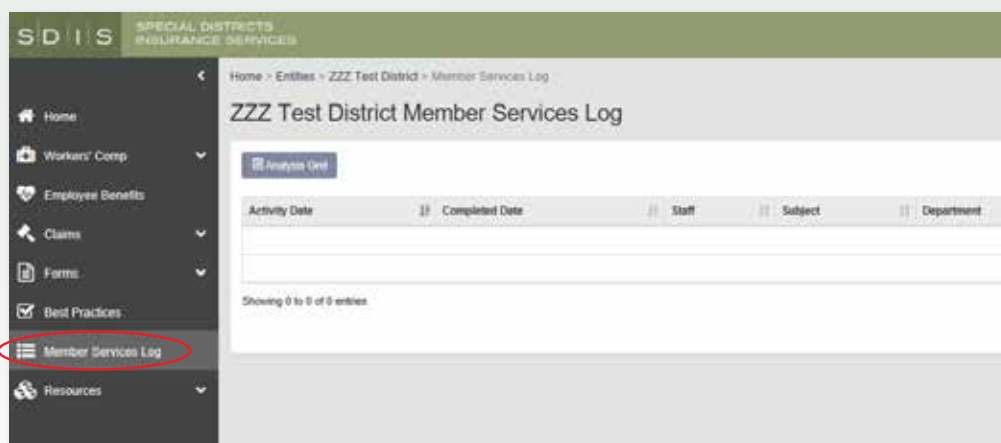 SDIS SPECIAL DISTRICTS
INSURANCE SERVICES
Home > Entities > ZZZ Test District > Member Services Log
ZZZ Test District Member Services Log
Home
Workers' Comp
Employee Benefits
Claims
Forms
Best Practices
Member Services Log
Resources
Analysis Grid
Activity Date Completed Date Staff Subject Department
Showing 0 to 0 of 0 entries